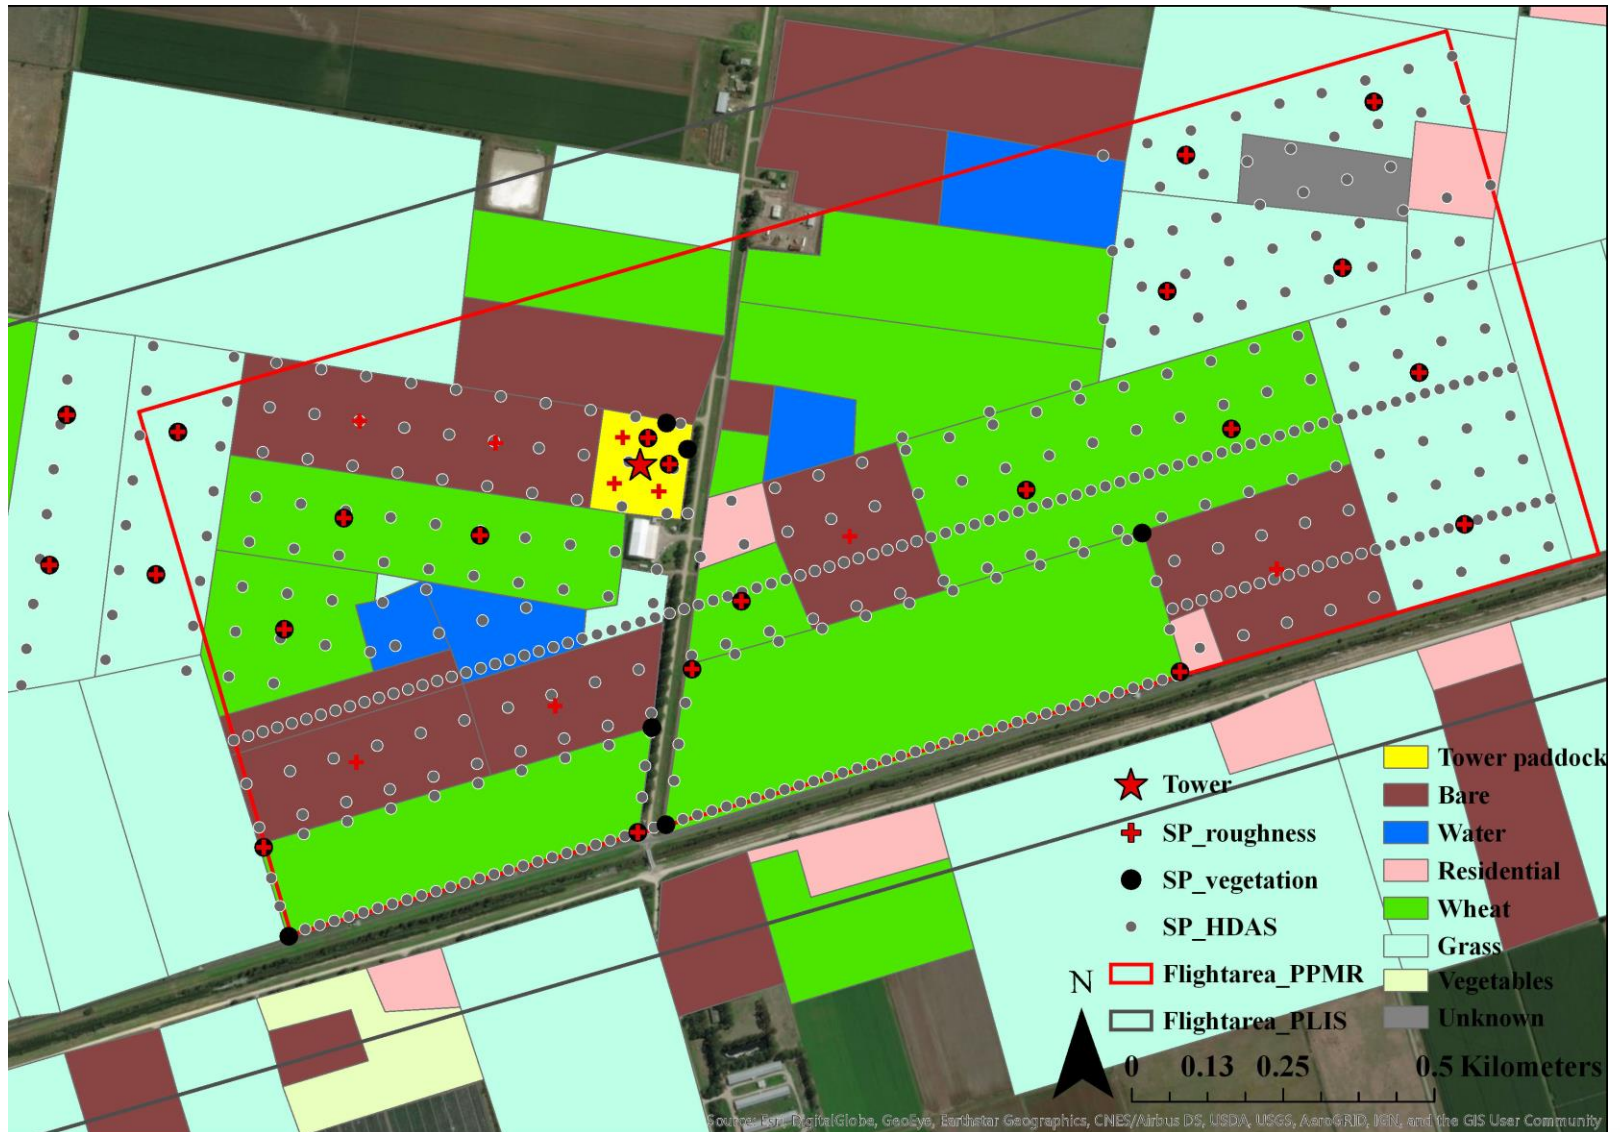 Tower
SP_roughness
SP_vegetation
SP_HDAS
Flightarea_PPMR
Flightarea_PLIS
Tower paddock
Bare
Water
Residential
Wheat
Grass
Vegetables
Unknown
N
0 0.13 0.25 0.5 Kilometers
Source: Esri, DigitalGlobe, GeoEye, Earthstar Geographics, CNES/Airbus DS, USDA, USGS, AeroGRID, IGN, and the GIS User Community